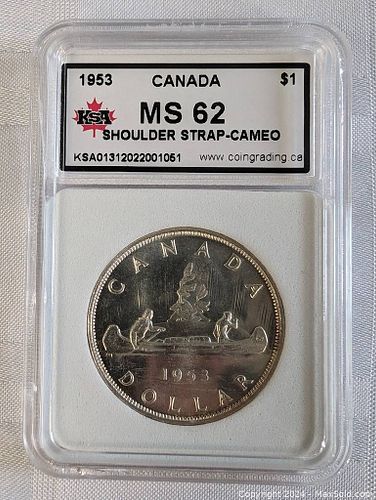 1953 CANADA $1
KSA MS 62
SHOULDER STRAP-CAMEO
KSA01312022001051 www.coingrading.ca
CANADA
1953
DOLLAR
Copyright 2024 - MaxSold.com